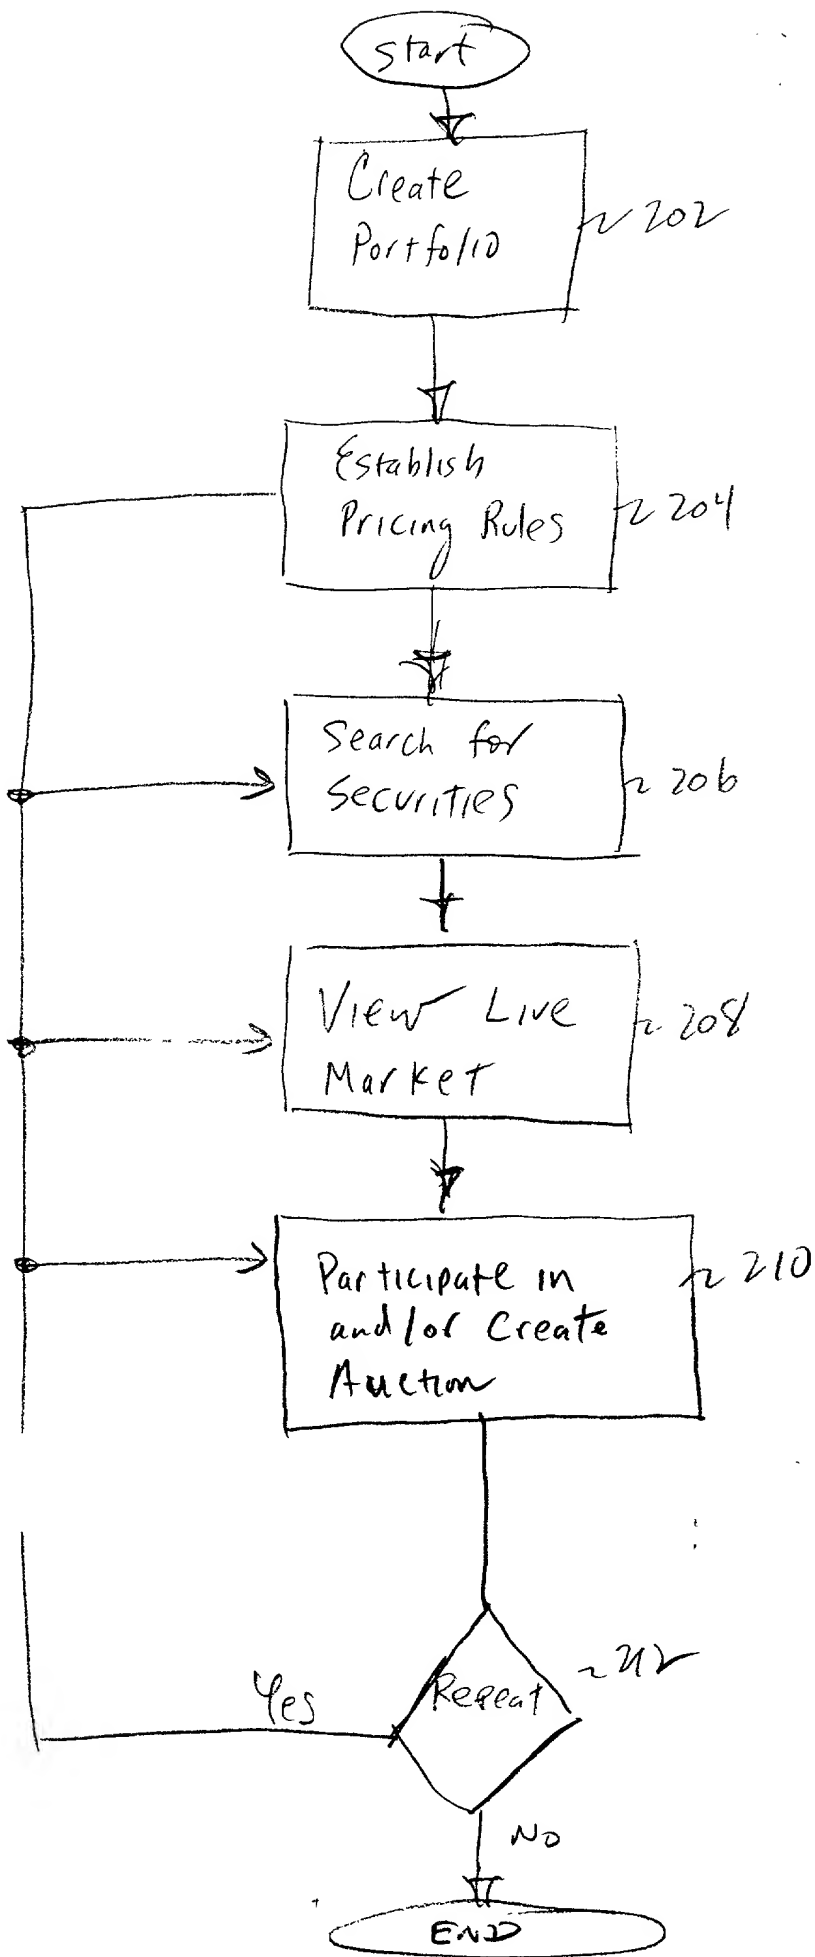 Start
Create
Portfolio
202
Establish
Pricing Rules
204
Search for
Securities
206
View Live
Market
208
Participate in
and/or Create
Auction
210
Repeat
212
Yes
No
END